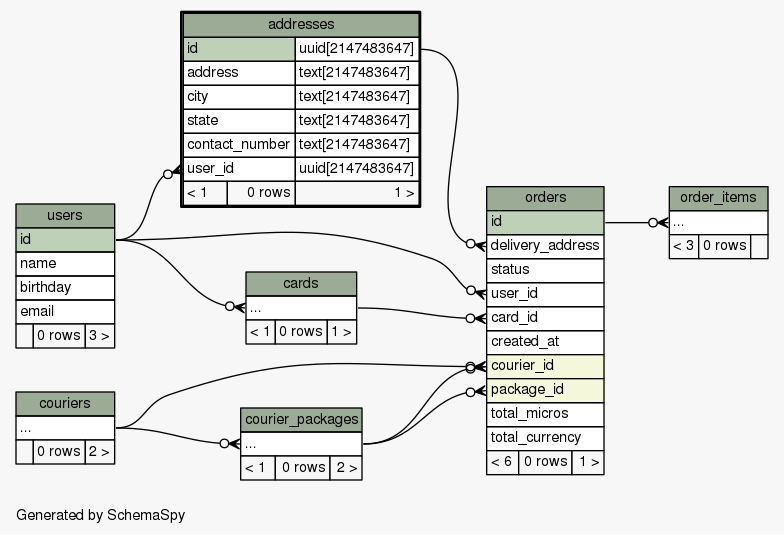 addresses
id uuid[2147483647]
address text[2147483647]
city text[2147483647]
state text[2147483647]
contact_number text[2147483647]
user_id uuid[2147483647]
< 1 0 rows 1 >
users
id
name
birthday
email
0 rows 3 >
cards
...
< 1 0 rows 1 >
orders
id
delivery_address
status
user_id
card_id
created_at
courier_id
package_id
total_micros
total_currency
< 6 0 rows 1 >
order_items
...
< 3 0 rows
couriers
...
0 rows 2 >
courier_packages
...
< 1 0 rows 2 >
Generated by SchemaSpy